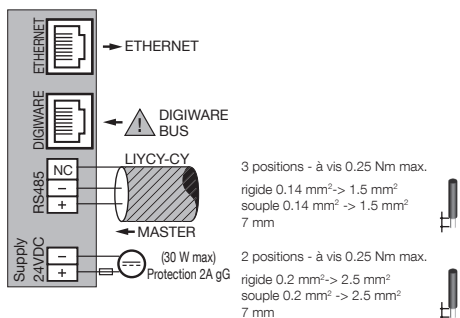 ETHERNET
ETHERNET
DIGIWARE
! DIGIWARE
BUS
LIYCY-CY
RS485
NC
–
+
MASTER
3 positions - à vis 0.25 Nm max.
rigide 0.14 mm²-> 1.5 mm²
souple 0.14 mm² -> 1.5 mm²
7 mm
Supply
24VDC
–
+
(30 W max)
Protection 2A gG
2 positions - à vis 0.25 Nm max.
rigide 0.2 mm²-> 2.5 mm²
souple 0.2 mm² -> 2.5 mm²
7 mm